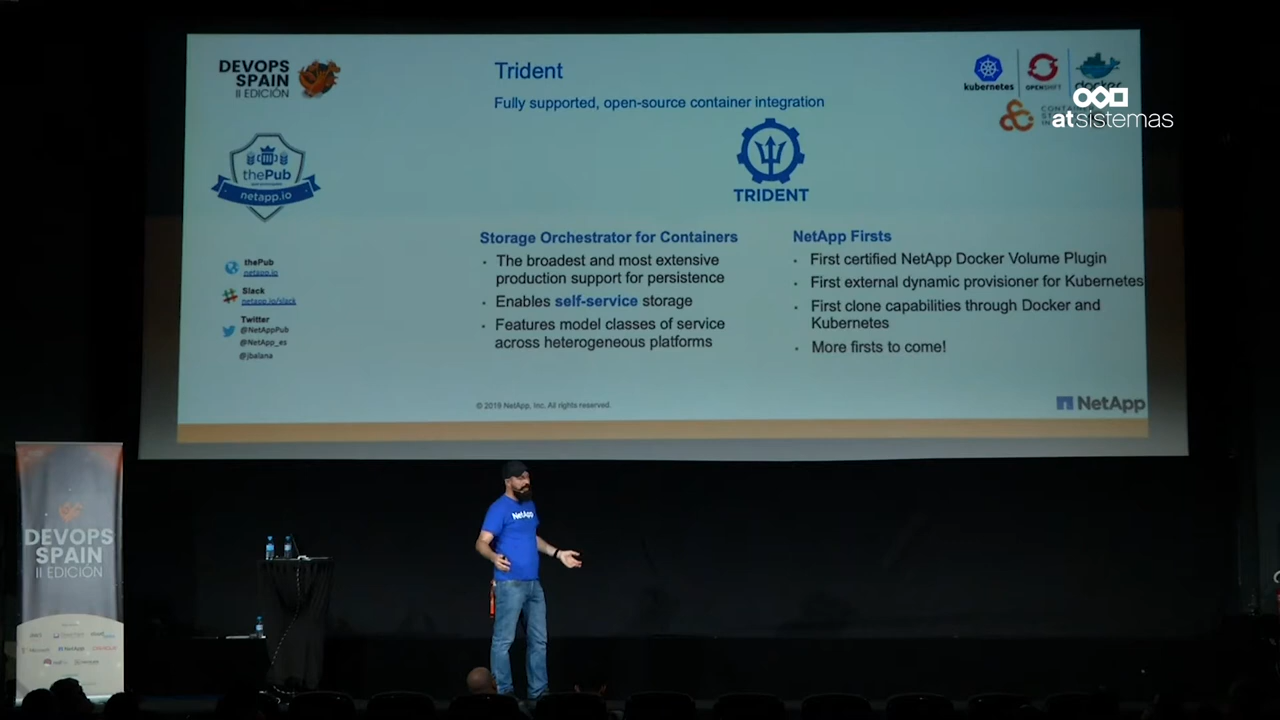 DEVOPS
SPAIN
II EDICIÓN
Trident
Fully supported, open-source container integration
kubernetes
OPENSHIFT
docker
atsistemas
thePub
netapp.io
TRIDENT
Storage Orchestrator for Containers
· The broadest and most extensive
production support for persistence
· Enables self-service storage
· Features model classes of service
across heterogeneous platforms
NetApp Firsts
· First certified NetApp Docker Volume Plugin
· First external dynamic provisioner for Kubernetes
· First clone capabilities through Docker and
Kubernetes
· More firsts to come!
thePub
netapp.io
Slack
netapp.io/slack
Twitter
@NetAppPub
@NetApp_es
@jbalana
© 2019 NetApp, Inc. All rights reserved.
NetApp
NetApp
DEVOPS
SPAIN
II EDICIÓN
NetApp